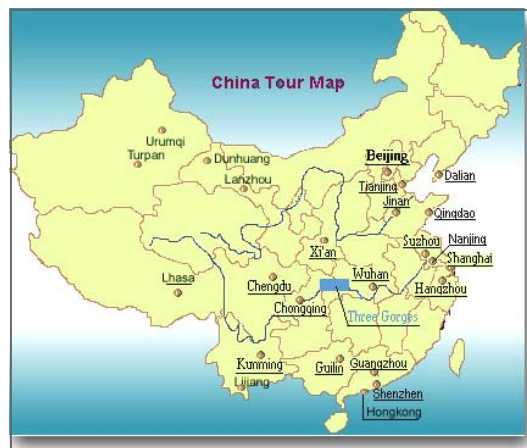 China Tour Map
Urumqi
Turpan
Dunhuang
Lanzhou
Beijing
Tianjing
Dalian
Jinan
Qingdao
Xi'an
Suzhou
Nanjing
Shanghai
Lhasa
Chengdu
Wuhan
Hangzhou
Chongqing
Three Gorges
Kunming
Lijiang
Guilin
Guangzhou
Shenzhen
Hongkong